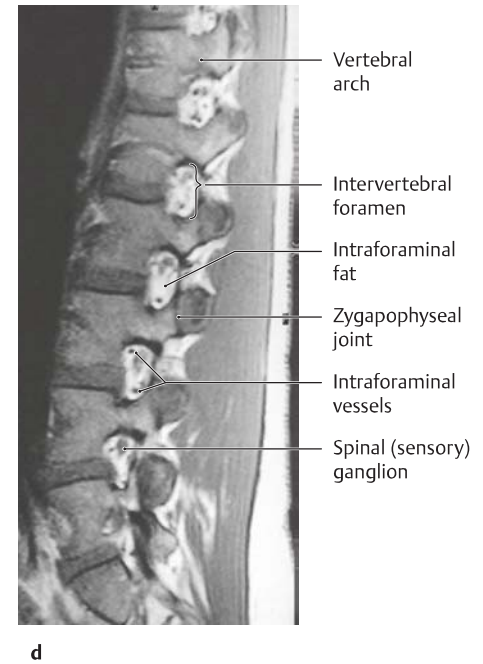 Vertebral
arch
Intervertebral
foramen
Intraforaminal
fat
Zygapophyseal
joint
Intraforaminal
vessels
Spinal (sensory)
ganglion
d